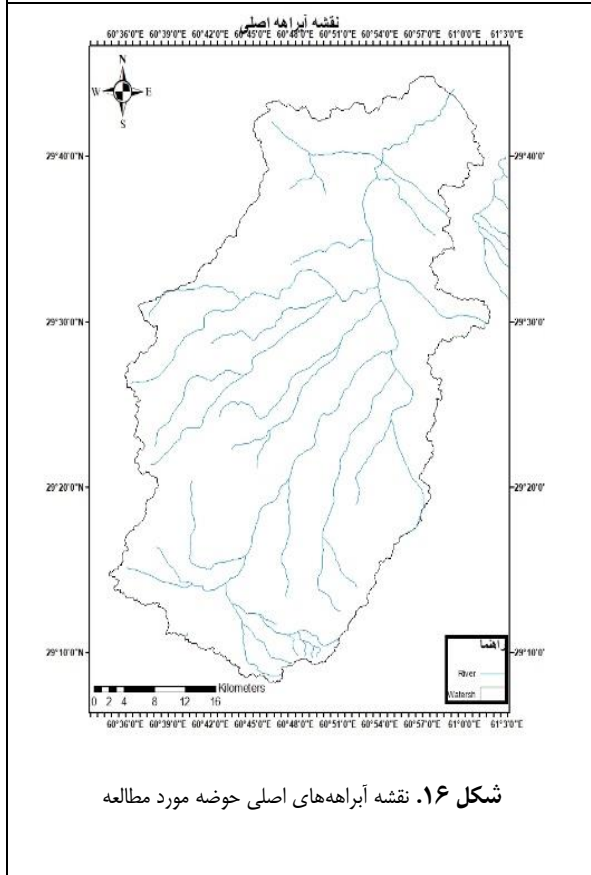 نقشه آبراهه اصلی
60°36'0"E 60°39'0"E 60°42'0"E 60°45'0"E 60°48'0"E 60°51'0"E 60°54'0"E 60°57'0"E 61°0'0"E 61°3'0"E
N
W E
S
29°40'0"N 29°40'0"
29°30'0"N 29°30'0"
29°20'0"N 29°20'0"
29°10'0"N 29°10'0"
راهنما
River
Watersh
Kilometers
0 2 4 8 12 16
60°36'0"E 60°39'0"E 60°42'0"E 60°45'0"E 60°48'0"E 60°51'0"E 60°54'0"E 60°57'0"E 61°0'0"E 61°3'0"E
شکل ۱۶. نقشه آبراهه‌های اصلی حوضه مورد مطالعه